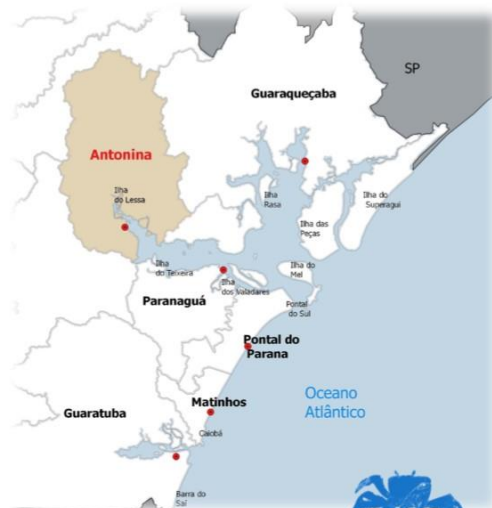 SP
Guaraqueçaba
Antonina
Ilha
do Lessa
Ilha
Rasa
Ilha das
Peças
Ilha do
Superagui
Ilha
do Teixeira
Ilha
dos Valadares
Ilha do
Mel
Paranaguá
Pontal
do Sul
Pontal do
Parana
Oceano
Atlântico
Matinhos
Guaratuba
Caiobá
Barra do
Saí